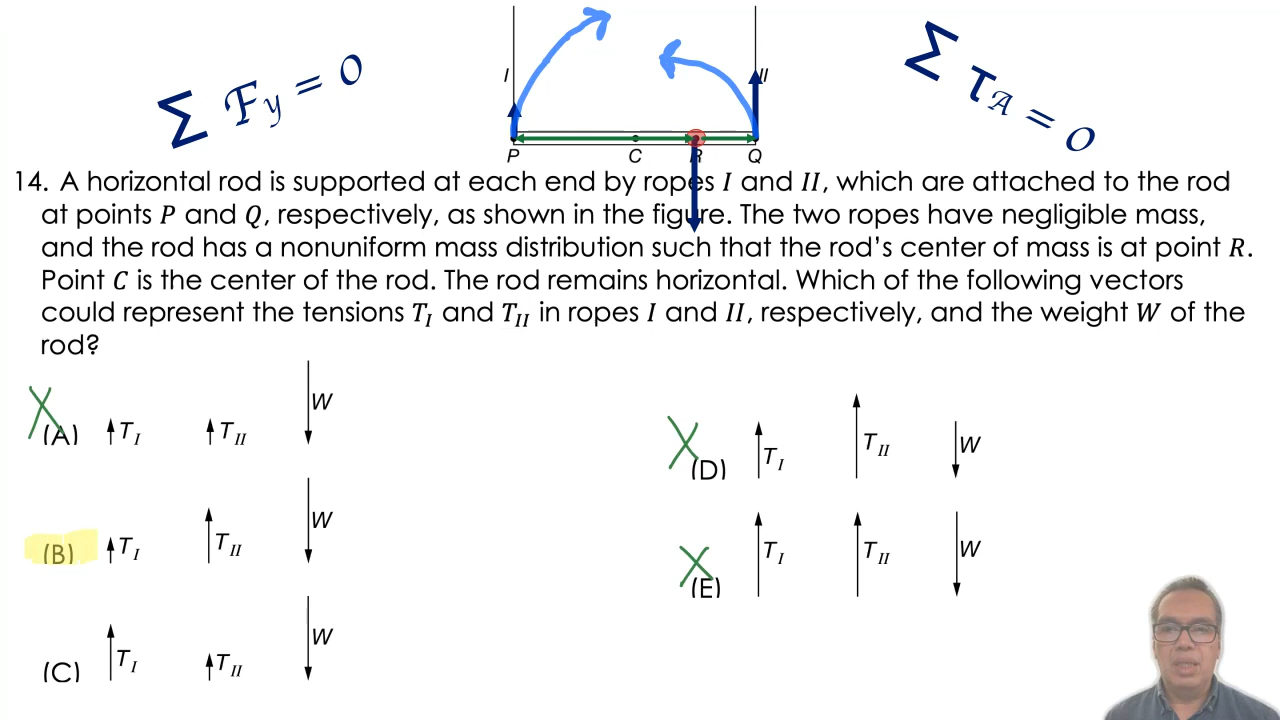 ∑ Fy = 0
∑ τA = 0
I
II
P C R Q
14. A horizontal rod is supported at each end by ropes I and II, which are attached to the rod
at points P and Q, respectively, as shown in the figure. The two ropes have negligible mass,
and the rod has a nonuniform mass distribution such that the rod’s center of mass is at point R.
Point C is the center of the rod. The rod remains horizontal. Which of the following vectors
could represent the tensions TI and TII in ropes I and II, respectively, and the weight W of the
rod?
(A) TI TII W
(B) TI TII W
(C) TI TII W
(D) TI TII W
(E) TI TII W